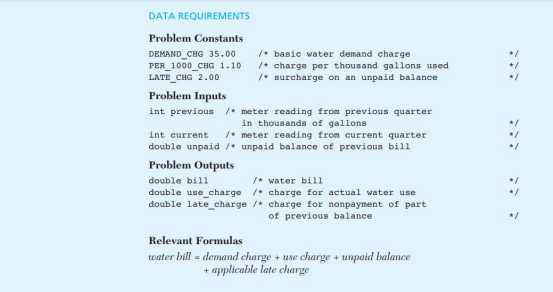 DATA REQUIREMENTS
Problem Constants
DEMAND_CHG 35.00 /* basic water demand charge */
PER_1000_CHG 1.10 /* charge per thousand gallons used */
LATE_CHG 2.00 /* surcharge on an unpaid balance */
Problem Inputs
int previous /* meter reading from previous quarter
in thousands of gallons */
int current /* meter reading from current quarter */
double unpaid /* unpaid balance of previous bill */
Problem Outputs
double bill /* water bill */
double use_charge /* charge for actual water use */
double late_charge /* charge for nonpayment of part
of previous balance */
Relevant Formulas
water bill = demand charge + use charge + unpaid balance
+ applicable late charge